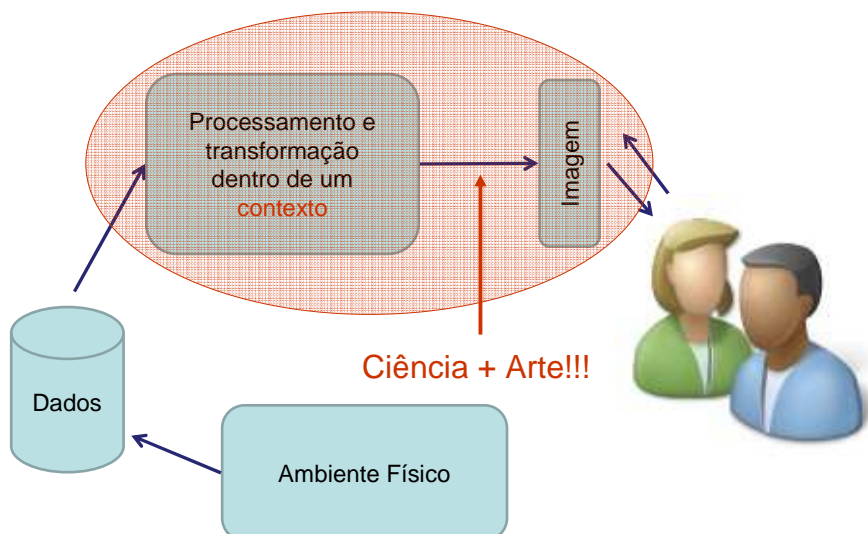 Processamento e
transformação
dentro de um
contexto
Imagem
Ciência + Arte!!!
Dados
Ambiente Físico